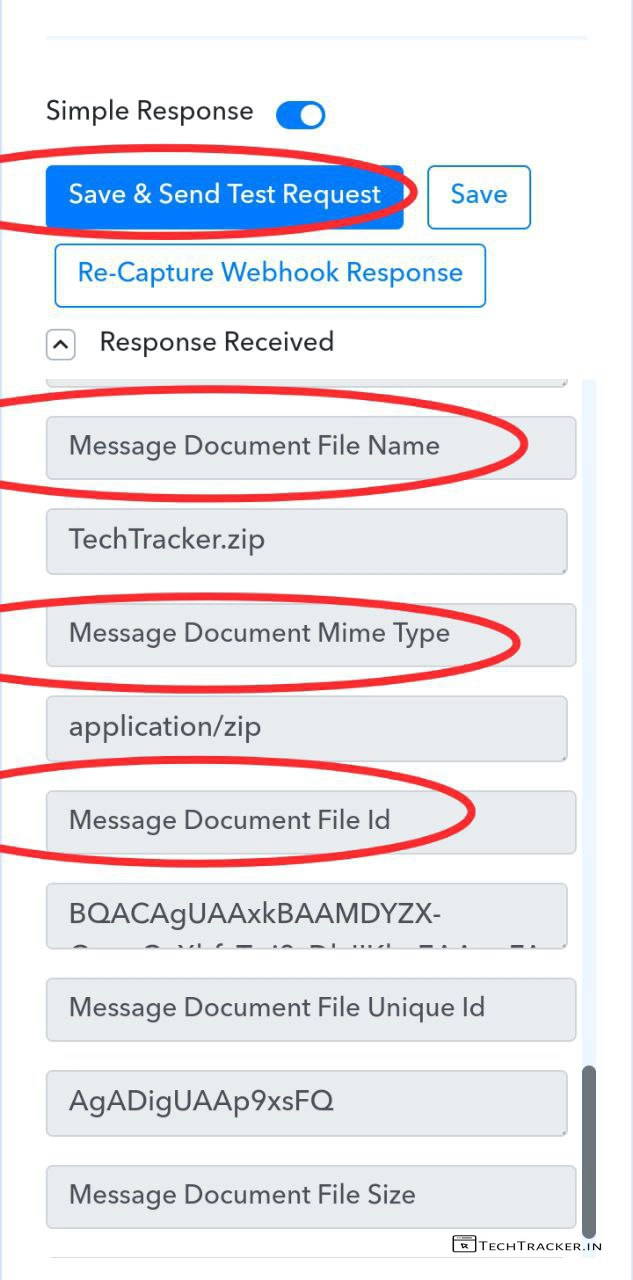 Simple Response
Save & Send Test Request
Save
Re-Capture Webhook Response
Response Received
Message Document File Name
TechTracker.zip
Message Document Mime Type
application/zip
Message Document File Id
BQACAgUAAxkBAAMDYZX-
Message Document File Unique Id
AgADigUAAp9xsFQ
Message Document File Size
TECHTRACKER.IN